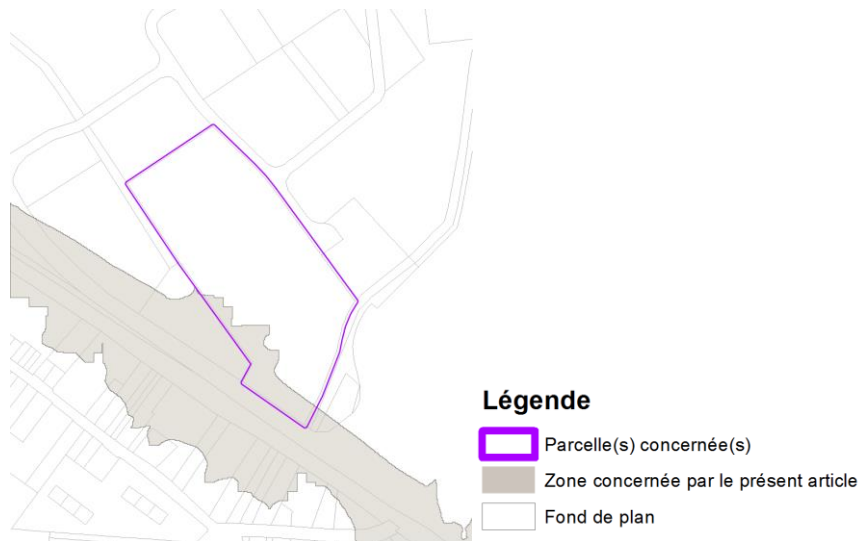 Légende
Parcelle(s) concernée(s)
Zone concernée par le présent article
Fond de plan